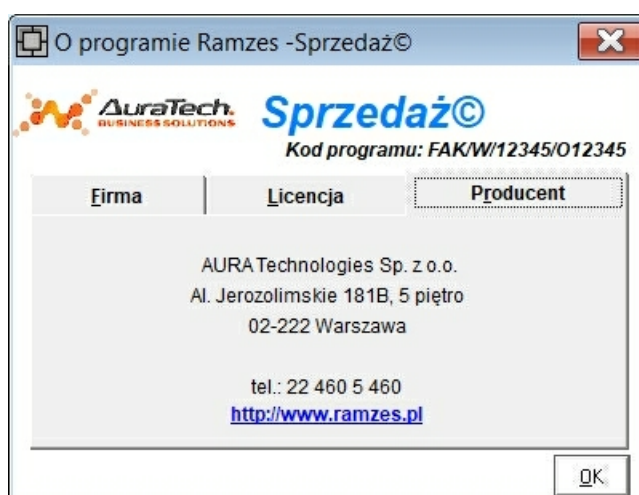 O programie Ramzes -Sprzedaż©
AuraTech.
BUSINESS SOLUTIONS
Sprzedaż©
Kod programu: FAK/W/12345/O12345
Firma
Licencja
Producent
AURA Technologies Sp. z o.o.
Al. Jerozolimskie 181B, 5 piętro
02-222 Warszawa
tel.: 22 460 5 460
http://www.ramzes.pl
OK